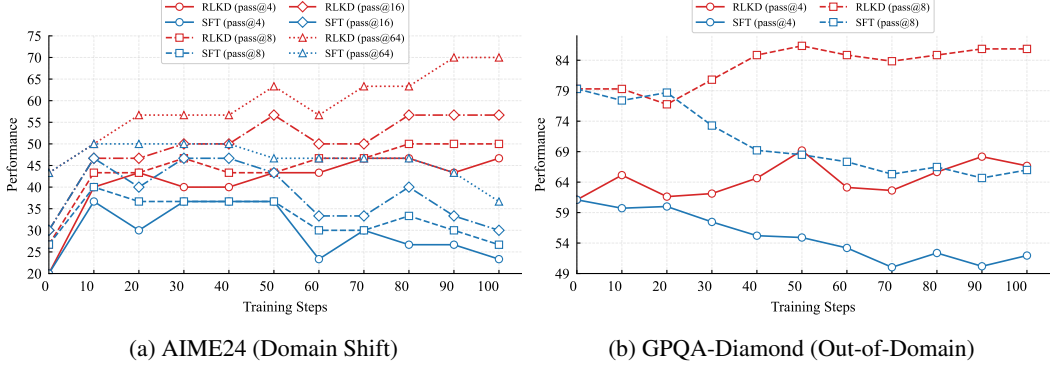 RLKD (pass@4)
SFT (pass@4)
RLKD (pass@8)
SFT (pass@8)
RLKD (pass@16)
SFT (pass@16)
RLKD (pass@64)
SFT (pass@64)
75
70
65
60
55
50
45
40
35
30
25
20
Performance
0 10 20 30 40 50 60 70 80 90 100
Training Steps
(a) AIME24 (Domain Shift)
RLKD (pass@4)
SFT (pass@4)
RLKD (pass@8)
SFT (pass@8)
84
79
74
69
64
59
54
49
Performance
0 10 20 30 40 50 60 70 80 90 100
Training Steps
(b) GPQA-Diamond (Out-of-Domain)